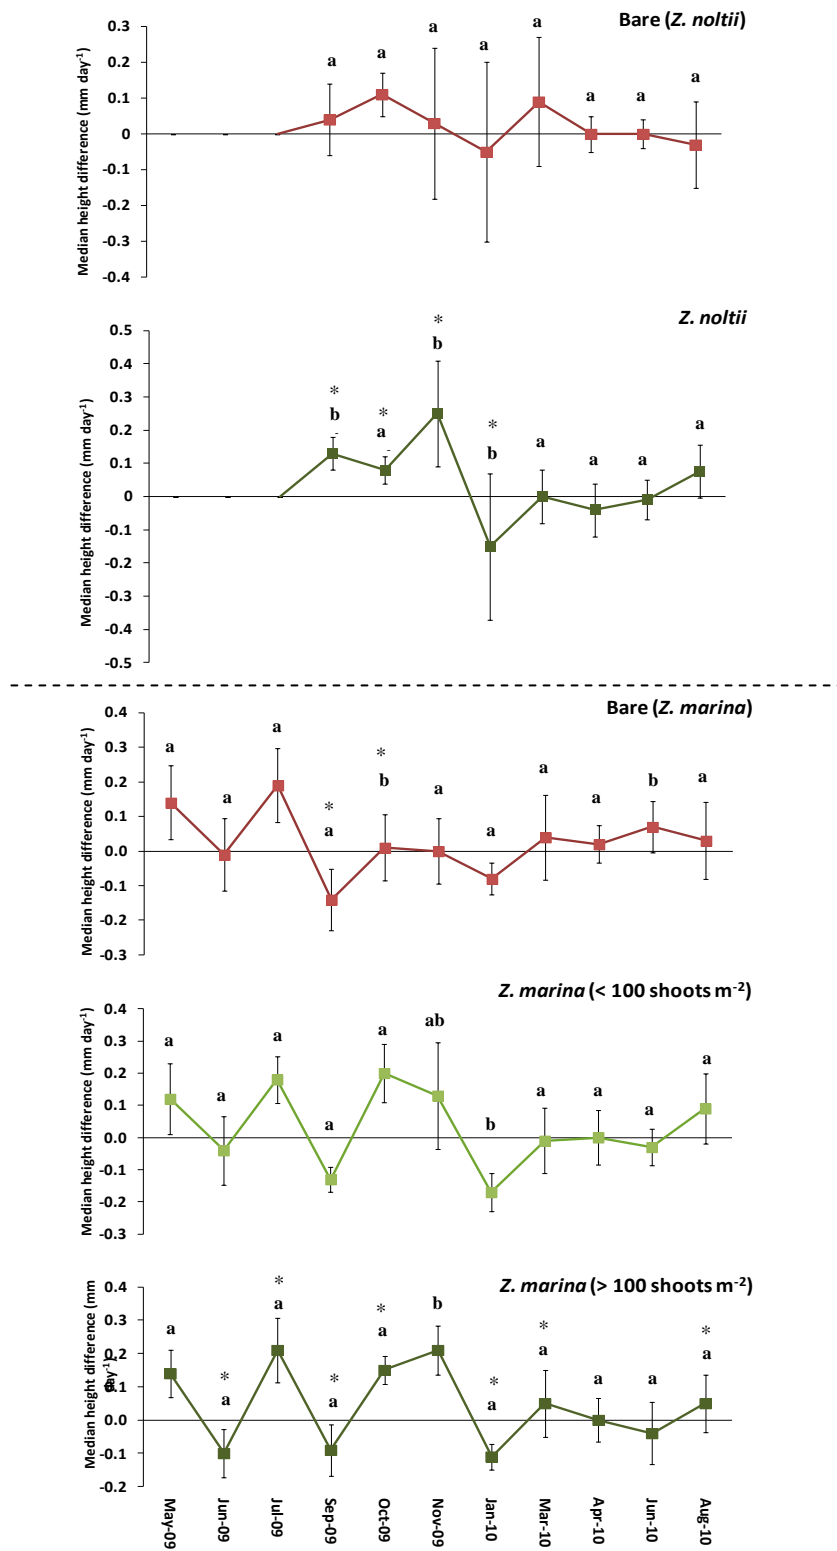 Bare (Z. noltii)
Median height difference (mm day-1)
0.3
0.2
0.1
0
-0.1
-0.2
-0.3
-0.4
a a a a a a a a
Z. noltii
Median height difference (mm day-1)
0.5
0.4
0.3
0.2
0.1
0
-0.1
-0.2
-0.3
-0.4
-0.5
* * * *
b a b b a a a a
Bare (Z. marina)
Median height difference (mm day-1)
0.4
0.3
0.2
0.1
0.0
-0.1
-0.2
-0.3
* *
a a a a b a a a a b a
Z. marina (< 100 shoots m-2)
Median height difference (mm day-1)
0.4
0.3
0.2
0.1
0.0
-0.1
-0.2
-0.3
a a a a a ab b a a a a
Z. marina (> 100 shoots m-2)
Median height difference (mm
day-1)
0.4
0.3
0.2
0.1
0.0
-0.1
-0.2
* * * * * * *
a a a a a b a a a a a
May-09
Jun-09
Jul-09
Sep-09
Oct-09
Nov-09
Jan-10
Mar-10
Apr-10
Jun-10
Aug-10